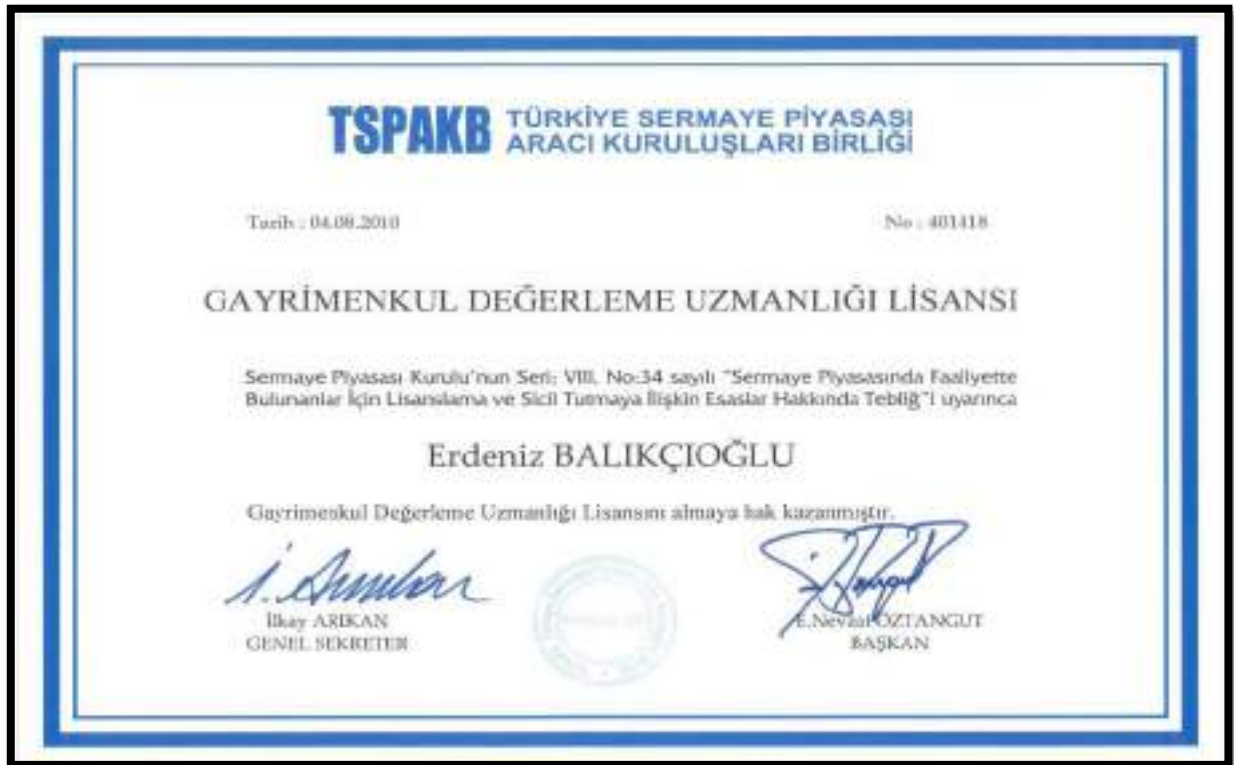 TSPAKB TÜRKİYE SERMAYE PİYASASI
ARACI KURULUŞLARI BİRLİĞİ
Tarih : 04.08.2010
No : 401418
GAYRİMENKUL DEĞERLEME UZMANLIĞI LİSANSI
Sermaye Piyasası Kurulu'nun Seri: VIII, No:34 sayılı "Sermaye Piyasasında Faaliyette
Bulunanlar İçin Lisanslama ve Sicil Tutmaya İlişkin Esaslar Hakkında Tebliğ"i uyarınca
Erdeniz BALIKÇIOĞLU
Gayrimenkul Değerleme Uzmanlığı Lisansını almaya hak kazanmıştır.
İlkay ARIKAN
GENEL SEKRETER
E.Nevzat ÖZTANGUT
BAŞKAN